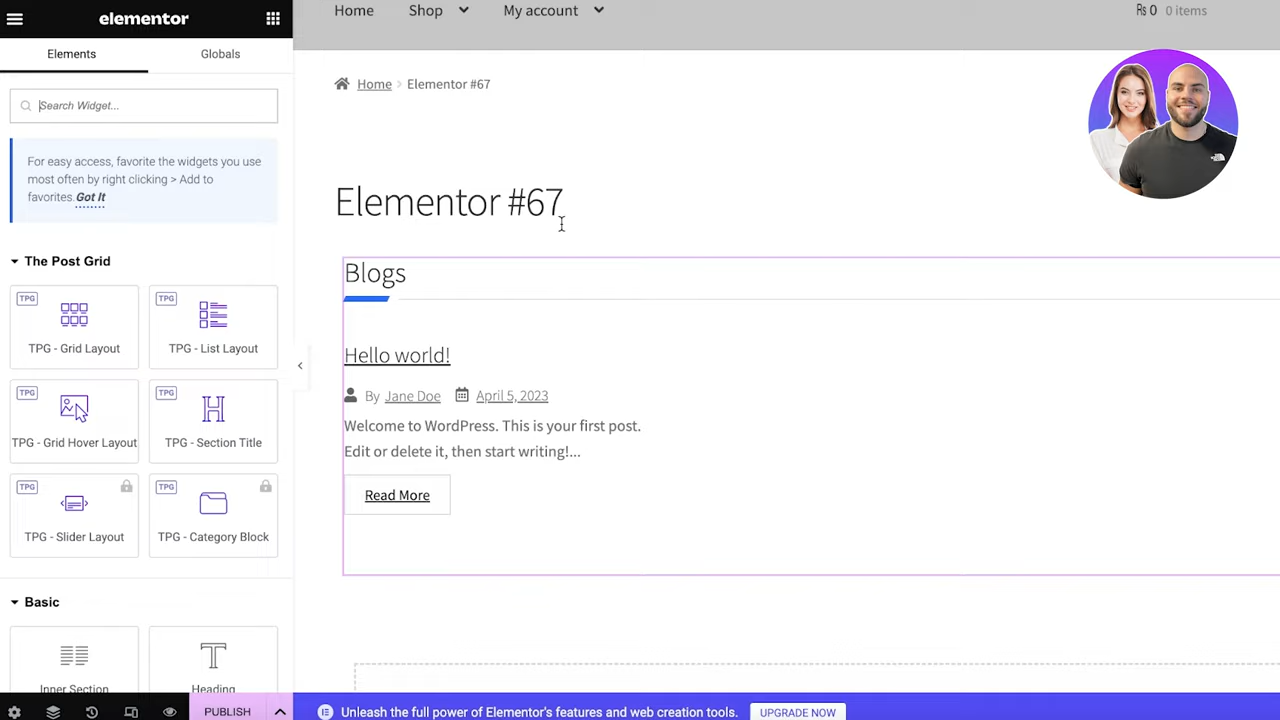 elementor
Elements
Globals
Search Widget...
For easy access, favorite the widgets you use
most often by right clicking > Add to
favorites. Got It
The Post Grid
TPG
TPG - Grid Layout
TPG
TPG - List Layout
TPG
TPG - Grid Hover Layout
TPG
TPG - Section Title
TPG
TPG - Slider Layout
TPG
TPG - Category Block
Basic
Inner Section
Heading
PUBLISH
Home
Shop
My account
₨ 0 0 items
Home > Elementor #67
Elementor #67
Blogs
Hello world!
By Jane Doe
April 5, 2023
Welcome to WordPress. This is your first post.
Edit or delete it, then start writing!...
Read More
Unleash the full power of Elementor's features and web creation tools.
UPGRADE NOW